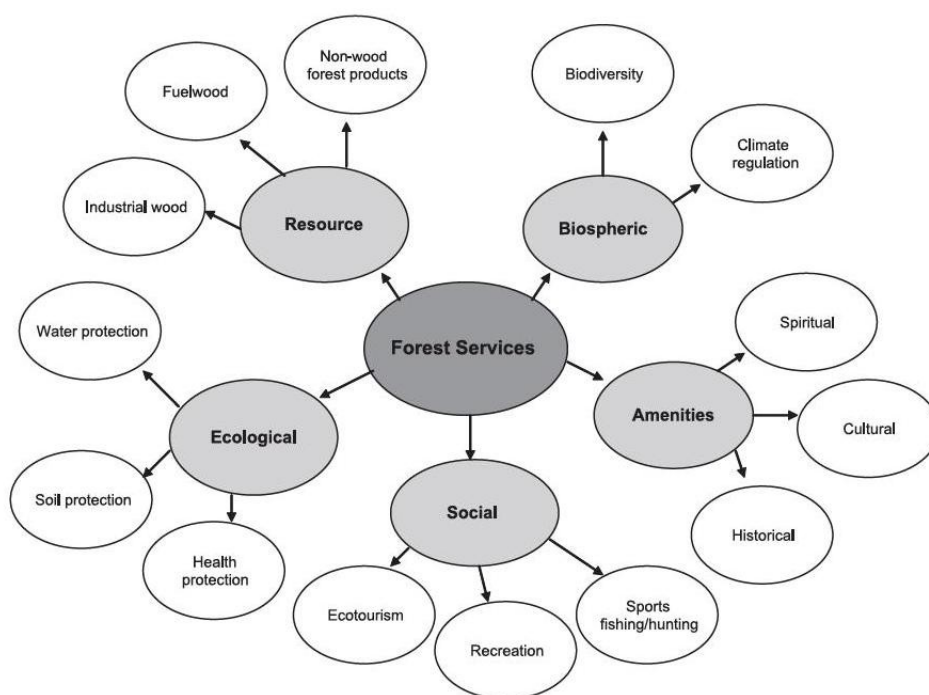 Non-wood
forest products
Fuelwood
Industrial wood
Resource
Biodiversity
Climate
regulation
Biospheric
Forest Services
Water protection
Ecological
Soil protection
Health
protection
Spiritual
Amenities
Cultural
Historical
Social
Ecotourism
Recreation
Sports
fishing/hunting